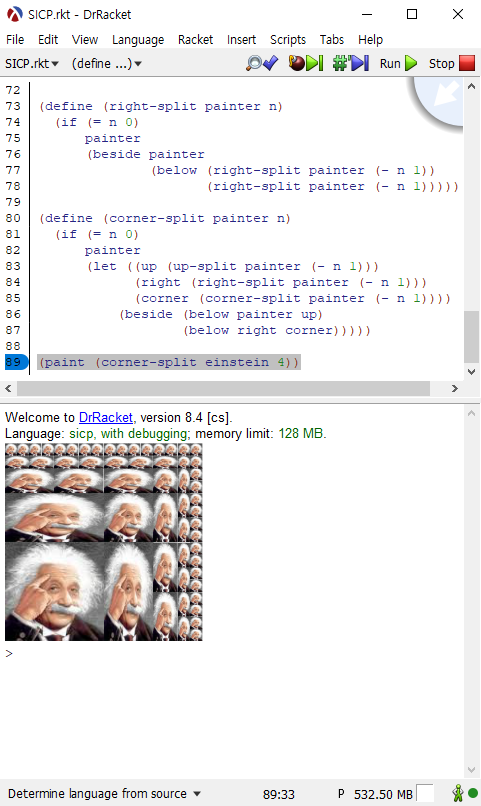 SICP.rkt - DrRacket
File Edit View Language Racket Insert Scripts Tabs Help
SICP.rkt▾ (define ...)▾ Run Stop
72
73 (define (right-split painter n)
74   (if (= n 0)
75       painter
76       (beside painter
77               (below (right-split painter (- n 1))
78                      (right-split painter (- n 1)))))
79
80 (define (corner-split painter n)
81   (if (= n 0)
82       painter
83       (let ((up (up-split painter (- n 1)))
84             (right (right-split painter (- n 1)))
85             (corner (corner-split painter (- n 1))))
86           (beside (below painter up)
87                   (below right corner)))))
88
89 (paint (corner-split einstein 4))
Welcome to DrRacket, version 8.4 [cs].
Language: sicp, with debugging; memory limit: 128 MB.
>
Determine language from source ▾ 89:33 P 532.50 MB